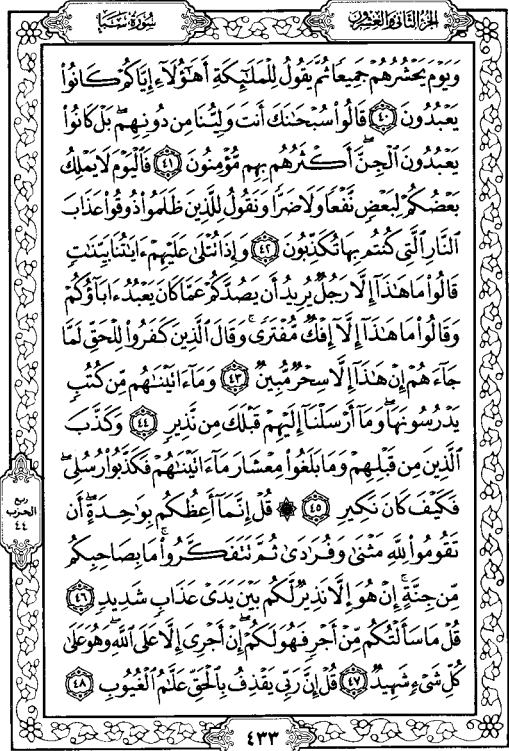 سورة سبإ
الجزء الثاني والعشرون
وَيَوْمَ يَحْشُرُهُمْ جَمِيعًا ثُمَّ يَقُولُ لِلْمَلَٰٓئِكَةِ أَهَٰٓؤُلَآءِ إِيَّاكُمْ كَانُوا۟
يَعْبُدُونَ ٤٠ قَالُوا۟ سُبْحَٰنَكَ أَنتَ وَلِيُّنَا مِن دُونِهِم ۖ بَلْ كَانُوا۟
يَعْبُدُونَ ٱلْجِنَّ ۖ أَكْثَرُهُم بِهِم مُّؤْمِنُونَ ٤١ فَٱلْيَوْمَ لَا يَمْلِكُ
بَعْضُكُمْ لِبَعْضٍ نَّفْعًا وَلَا ضَرًّا وَنَقُولُ لِلَّذِينَ ظَلَمُوا۟ ذُوقُوا۟ عَذَابَ
ٱلنَّارِ ٱلَّتِى كُنتُم بِهَا تُكَذِّبُونَ ٤٢ وَإِذَا تُتْلَىٰ عَلَيْهِمْ ءَايَٰتُنَا بَيِّنَٰتٍ
قَالُوا۟ مَا هَٰذَآ إِلَّا رَجُلٌ يُرِيدُ أَن يَصُدَّكُمْ عَمَّا كَانَ يَعْبُدُ ءَابَآؤُكُمْ
وَقَالُوا۟ مَا هَٰذَآ إِلَّآ إِفْكٌ مُّفْتَرًى ۚ وَقَالَ ٱلَّذِينَ كَفَرُوا۟ لِلْحَقِّ لَمَّا
جَآءَهُمْ إِنْ هَٰذَآ إِلَّا سِحْرٌ مُّبِينٌ ٤٣ وَمَآ ءَاتَيْنَٰهُم مِّن كُتُبٍ
يَدْرُسُونَهَا ۖ وَمَآ أَرْسَلْنَآ إِلَيْهِمْ قَبْلَكَ مِن نَّذِيرٍ ٤٤ وَكَذَّبَ
ٱلَّذِينَ مِن قَبْلِهِمْ وَمَا بَلَغُوا۟ مِعْشَارَ مَآ ءَاتَيْنَٰهُمْ فَكَذَّبُوا۟ رُسُلِى ۖ
فَكَيْفَ كَانَ نَكِيرِ ٤٥ ۞ قُلْ إِنَّمَآ أَعِظُكُم بِوَٰحِدَةٍ ۖ أَن
تَقُومُوا۟ لِلَّهِ مَثْنَىٰ وَفُرَٰدَىٰ ثُمَّ تَتَفَكَّرُوا۟ ۚ مَا بِصَاحِبِكُم
مِّن جِنَّةٍ ۚ إِنْ هُوَ إِلَّا نَذِيرٌ لَّكُم بَيْنَ يَدَىْ عَذَابٍ شَدِيدٍ ٤٦
قُلْ مَا سَأَلْتُكُم مِّنْ أَجْرٍ فَهُوَ لَكُمْ ۖ إِنْ أَجْرِىَ إِلَّا عَلَى ٱللَّهِ ۖ وَهُوَ عَلَىٰ
كُلِّ شَىْءٍ شَهِيدٌ ٤٧ قُلْ إِنَّ رَبِّى يَقْذِفُ بِٱلْحَقِّ عَلَّٰمُ ٱلْغُيُوبِ ٤٨
ربع
الحزب
٤٤
٤٣٣